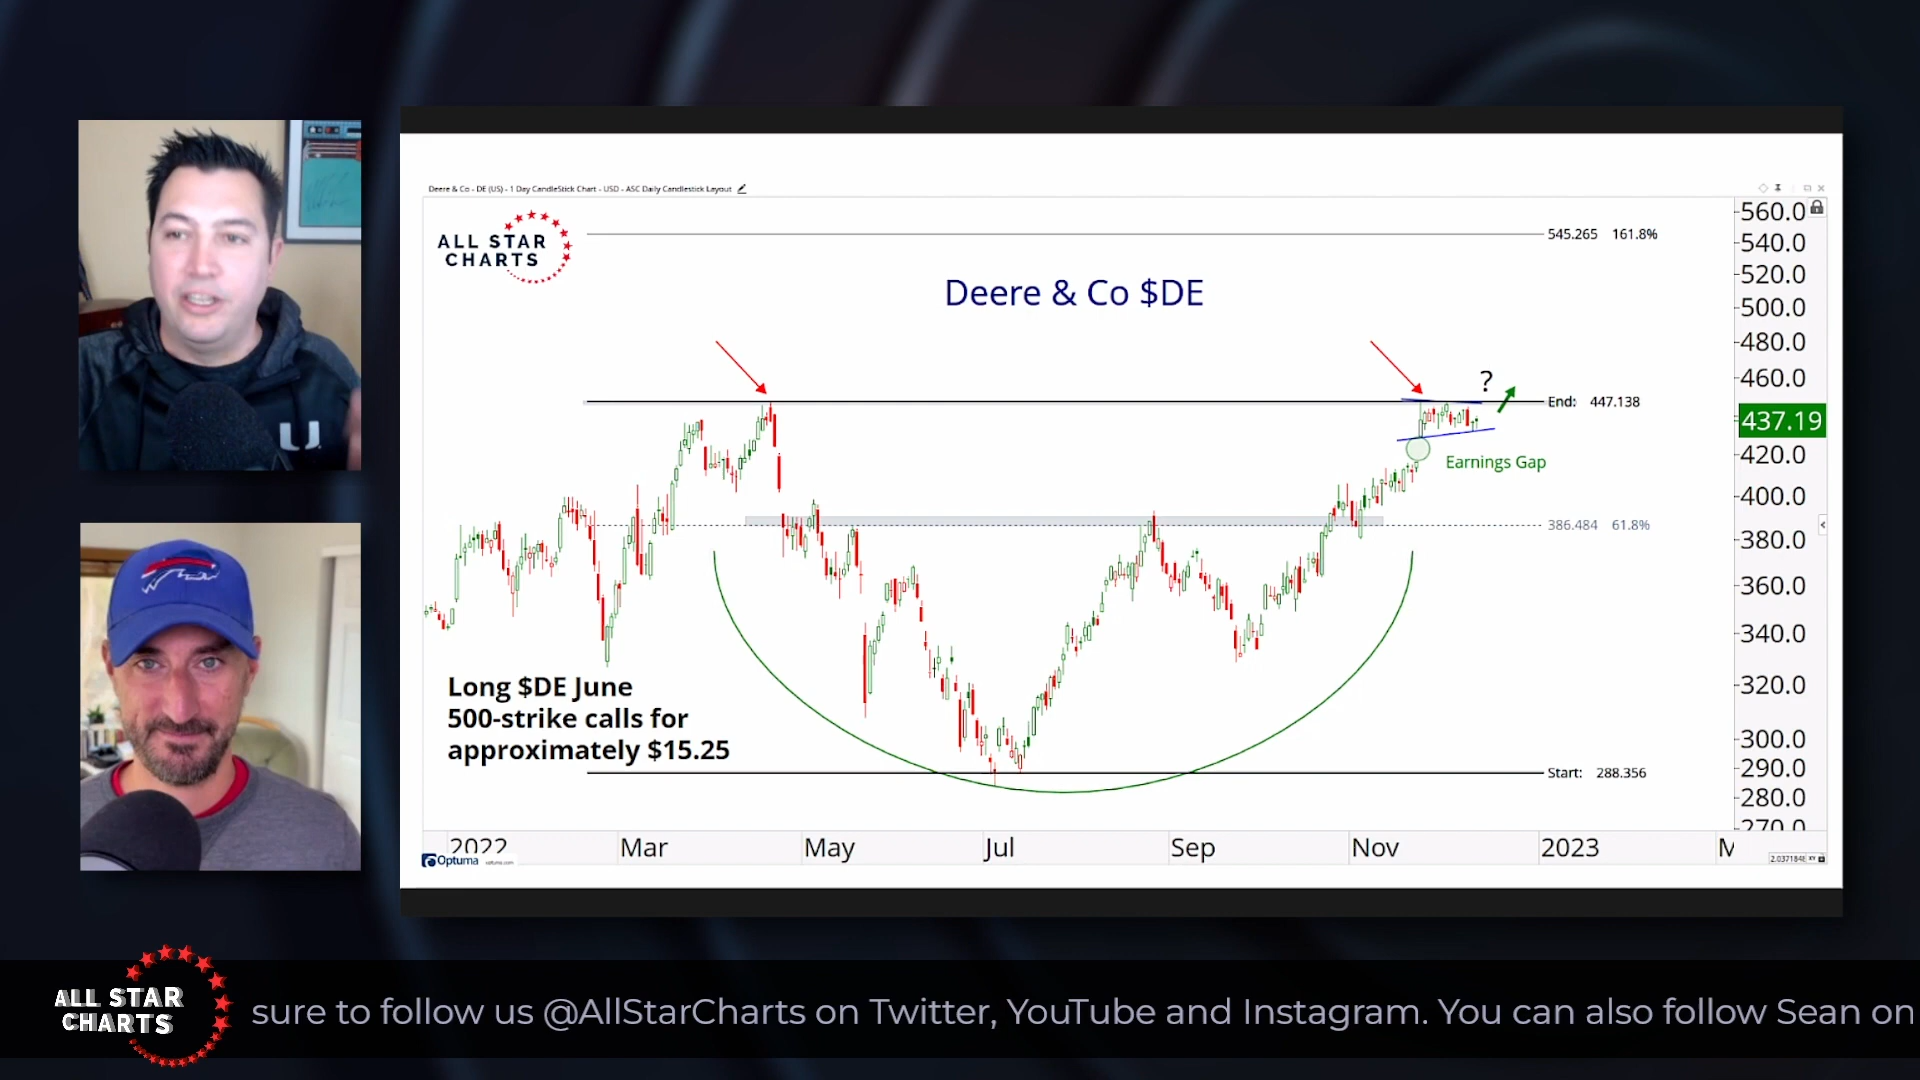 Deere & Co - DE (US) - 1 Day CandleStick Chart - USD - ASC Daily Candlestick Layout
ALL STAR
CHARTS
545.265 161.8%
Deere & Co $DE
?
End: 447.138
Earnings Gap
386.484 61.8%
Long $DE June
500-strike calls for
approximately $15.25
Start: 288.356
560.0
540.0
520.0
500.0
480.0
460.0
437.19
420.0
400.0
380.0
360.0
340.0
320.0
300.0
290.0
280.0
270.0
2022 Mar May Jul Sep Nov 2023 M
Optuma
ALL STAR
CHARTS
sure to follow us @AllStarCharts on Twitter, YouTube and Instagram. You can also follow Sean on